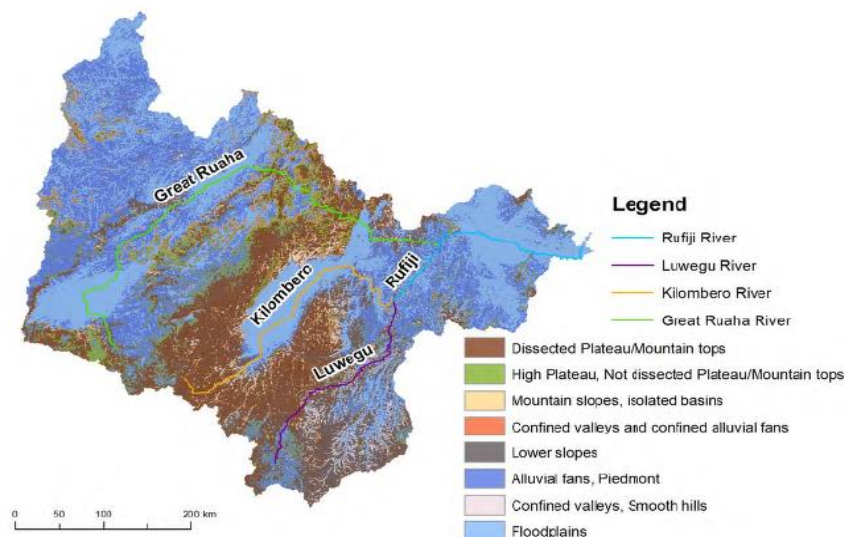 Great Ruaha
Kilomberc
Rufiji
Luwegu
Legend
Rufiji River
Luwegu River
Kilombero River
Great Ruaha River
Dissected Plateau/Mountain tops
High Plateau, Not dissected Plateau/Mountain tops
Mountain slopes, isolated basins
Confined valleys and confined alluvial fans
Lower slopes
Alluvial fans, Piedmont
Confined valleys, Smooth hills
Floodplains
0 50 100 200 km